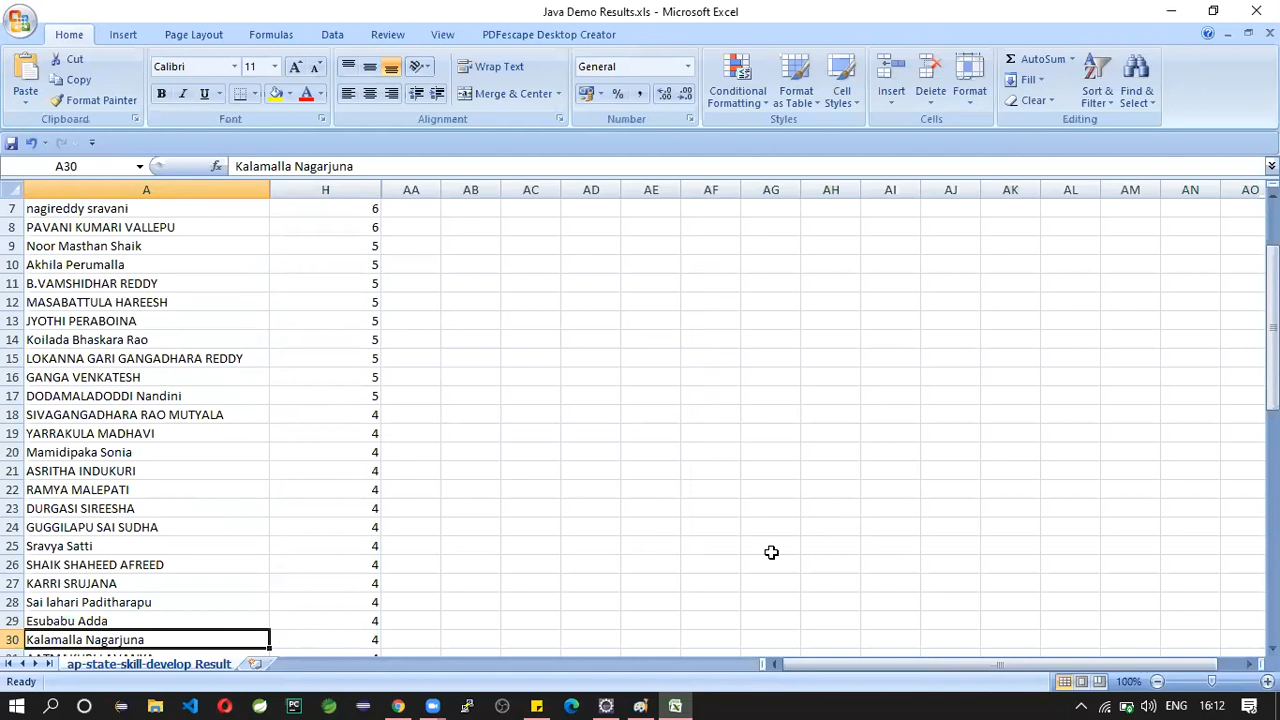 Java Demo Results.xls - Microsoft Excel
Home Insert Page Layout Formulas Data Review View PDFescape Desktop Creator
Paste Cut Copy Format Painter Clipboard
Calibri 11 A A B I U A Font
Wrap Text Merge & Center Alignment
General % , .0 .00 .00 .0 Number
Conditional Formatting Format as Table Cell Styles Styles
Insert Delete Format Cells
Σ AutoSum Fill Clear Sort & Filter Find & Select Editing
A30 fx Kalamalla Nagarjuna
A H AA AB AC AD AE AF AG AH AI AJ AK AL AM AN AO
7 nagireddy sravani 6
8 PAVANI KUMARI VALLEPU 6
9 Noor Masthan Shaik 5
10 Akhila Perumalla 5
11 B.VAMSHIDHAR REDDY 5
12 MASABATTULA HAREESH 5
13 JYOTHI PERABOINA 5
14 Koilada Bhaskara Rao 5
15 LOKANNA GARI GANGADHARA REDDY 5
16 GANGA VENKATESH 5
17 DODAMALADODDI Nandini 5
18 SIVAGANGADHARA RAO MUTYALA 4
19 YARRAKULA MADHAVI 4
20 Mamidipaka Sonia 4
21 ASRITHA INDUKURI 4
22 RAMYA MALEPATI 4
23 DURGASI SIREESHA 4
24 GUGGILAPU SAI SUDHA 4
25 Sravya Satti 4
26 SHAIK SHAHEED AFREED 4
27 KARRI SRUJANA 4
28 Sai lahari Paditharapu 4
29 Esubabu Adda 4
30 Kalamalla Nagarjuna 4
ap-state-skill-develop Result
Ready 100%
PC ENG 16:12